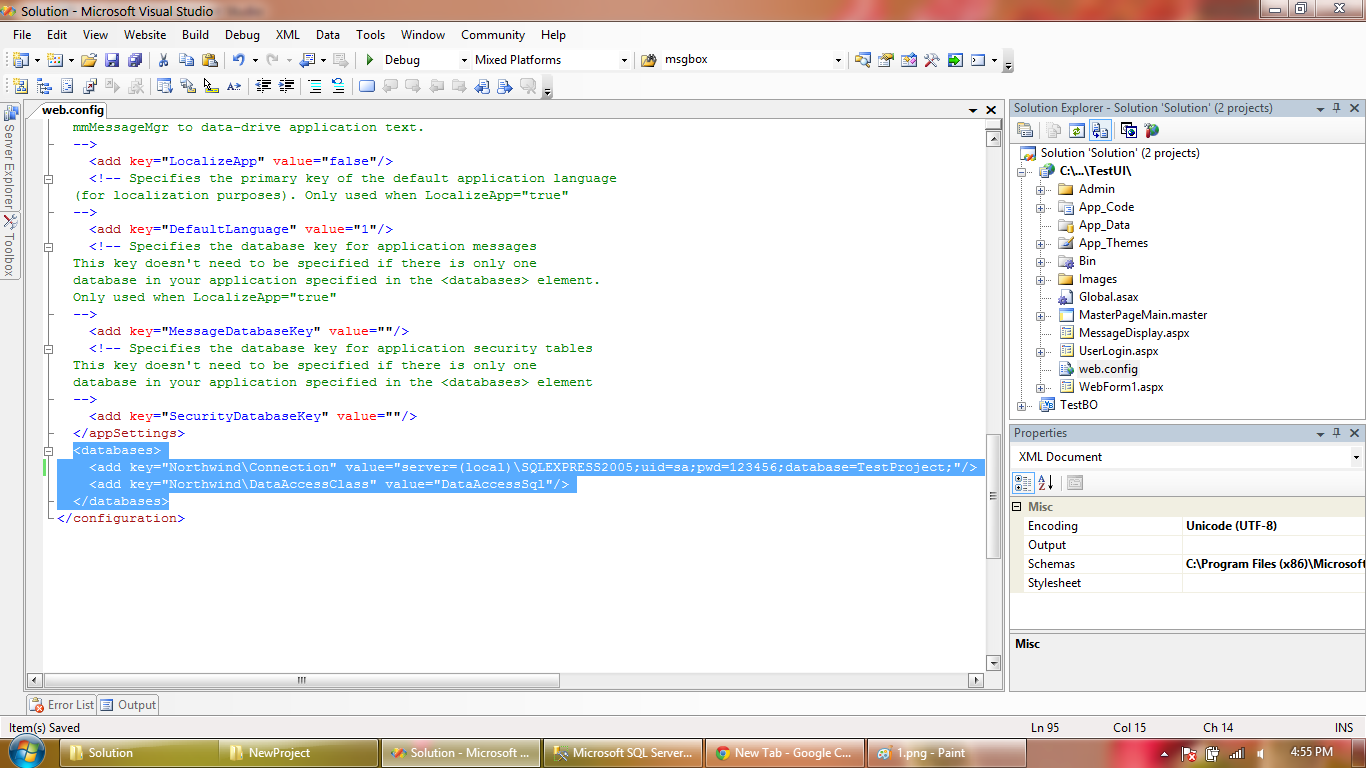 Solution - Microsoft Visual Studio
File Edit View Website Build Debug XML Data Tools Window Community Help
Debug Mixed Platforms msgbox
Server Explorer
Toolbox
web.config
mmMessageMgr to data-drive application text.
-->
<add key="LocalizeApp" value="false"/>
<!-- Specifies the primary key of the default application language
(for localization purposes). Only used when LocalizeApp="true"
-->
<add key="DefaultLanguage" value="1"/>
<!-- Specifies the database key for application messages
This key doesn't need to be specified if there is only one
database in your application specified in the <databases> element.
Only used when LocalizeApp="true"
-->
<add key="MessageDatabaseKey" value=""/>
<!-- Specifies the database key for application security tables
This key doesn't need to be specified if there is only one
database in your application specified in the <databases> element
-->
<add key="SecurityDatabaseKey" value=""/>
</appSettings>
<databases>
<add key="Northwind\Connection" value="server=(local)\SQLEXPRESS2005;uid=sa;pwd=123456;database=TestProject;"/>
<add key="Northwind\DataAccessClass" value="DataAccessSql"/>
</databases>
</configuration>
Solution Explorer - Solution 'Solution' (2 projects)
Solution 'Solution' (2 projects)
C:\...\TestUI\
Admin
App_Code
App_Data
App_Themes
Bin
Images
Global.asax
MasterPageMain.master
MessageDisplay.aspx
UserLogin.aspx
web.config
WebForm1.aspx
TestBO
Properties
XML Document
Misc
Encoding Unicode (UTF-8)
Output
Schemas C:\Program Files (x86)\Microsoft
Stylesheet
Misc
Error List Output
Item(s) Saved Ln 95 Col 15 Ch 14 INS
Solution NewProject Solution - Microsoft ... Microsoft SQL Server... New Tab - Google C... 1.png - Paint 4:55 PM